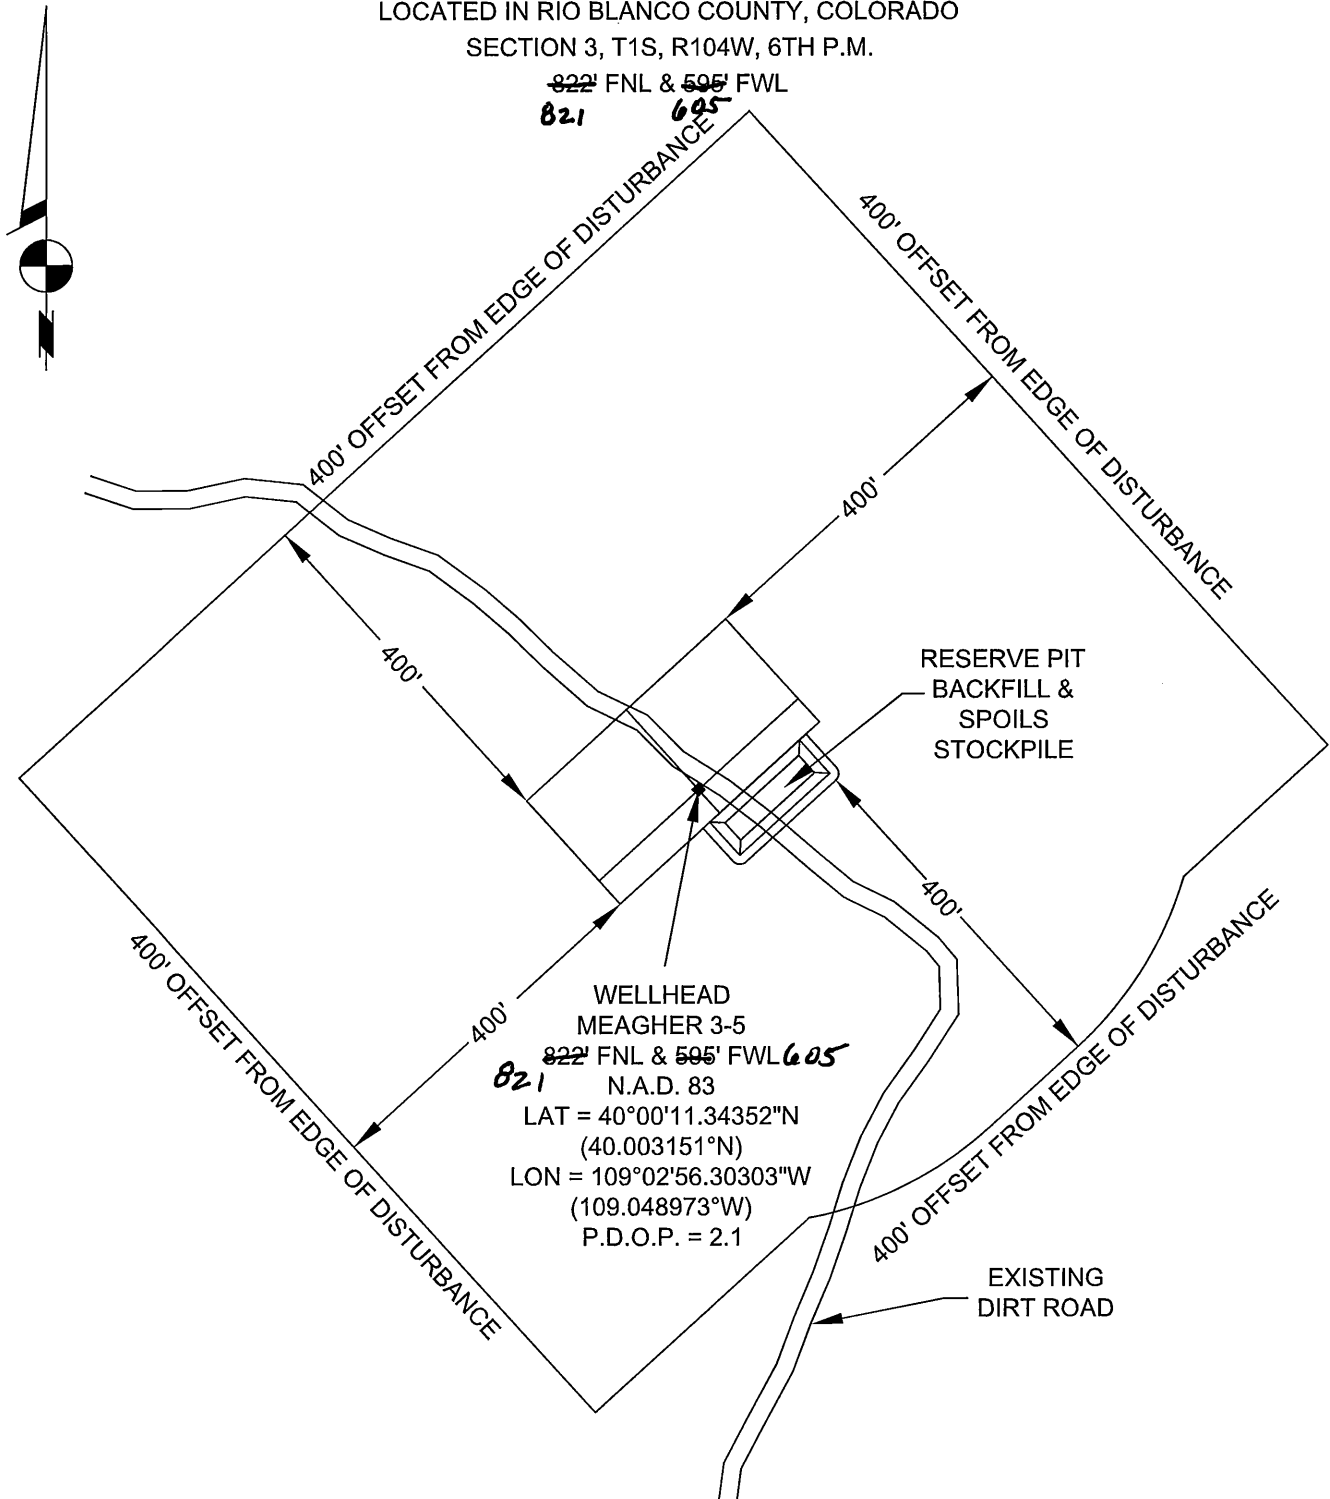 LOCATED IN RIO BLANCO COUNTY, COLORADO
SECTION 3, T1S, R104W, 6TH P.M.
822' FNL & 595' FWL
821 605
400' OFFSET FROM EDGE OF DISTURBANCE
400' OFFSET FROM EDGE OF DISTURBANCE
N
400'
400'
RESERVE PIT
BACKFILL &
SPOILS
STOCKPILE
400'
400'
400' OFFSET FROM EDGE OF DISTURBANCE
400' OFFSET FROM EDGE OF DISTURBANCE
WELLHEAD
MEAGHER 3-5
822' FNL & 595' FWL 605
821
N.A.D. 83
LAT = 40°00'11.34352"N
(40.003151°N)
LON = 109°02'56.30303"W
(109.048973°W)
P.D.O.P. = 2.1
EXISTING
DIRT ROAD